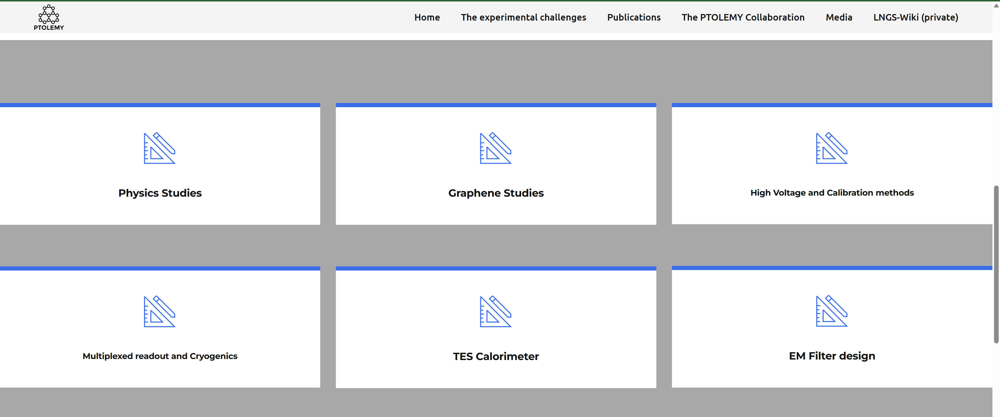 PTOLEMY
Home
The experimental challenges
Publications
The PTOLEMY Collaboration
Media
LNGS-Wiki (private)
Physics Studies
Graphene Studies
High Voltage and Calibration methods
Multiplexed readout and Cryogenics
TES Calorimeter
EM Filter design